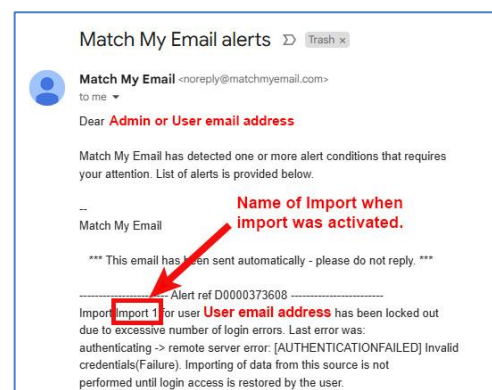 Match My Email alerts Trash x
Match My Email <noreply@matchmyemail.com>
to me
Dear Admin or User email address
Match My Email has detected one or more alert conditions that requires
your attention. List of alerts is provided below.
--
Name of Import when
import was activated.
Match My Email
*** This email has been sent automatically - please do not reply. ***
------------------------ Alert ref D0000373608 ------------------------
Import Import 1 for user User email address has been locked out
due to excessive number of login errors. Last error was:
authenticating -> remote server error: [AUTHENTICATIONFAILED] Invalid
credentials(Failure). Importing of data from this source is not
performed until login access is restored by the user.